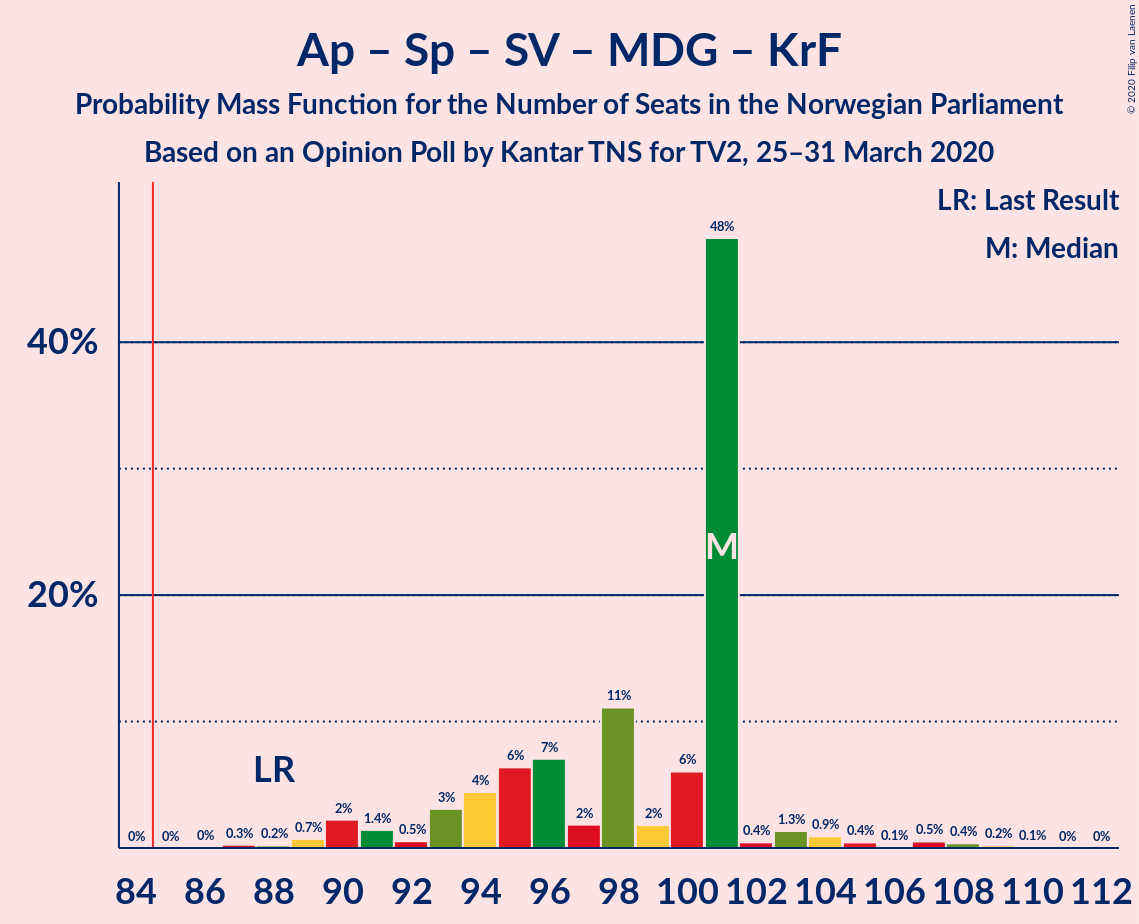 Ap – Sp – SV – MDG – KrF
Probability Mass Function for the Number of Seats in the Norwegian Parliament
Based on an Opinion Poll by Kantar TNS for TV2, 25–31 March 2020
© 2020 Filip van Laenen
LR: Last Result
M: Median
48%
40%
M
20%
11%
LR
0% 0% 0% 0.3% 0.2% 0.7% 2% 1.4% 0.5% 3% 4% 6% 7% 2% 2% 6% 0.4% 1.3% 0.9% 0.4% 0.1% 0.5% 0.4% 0.2% 0.1% 0% 0%
84 86 88 90 92 94 96 98 100 102 104 106 108 110 112